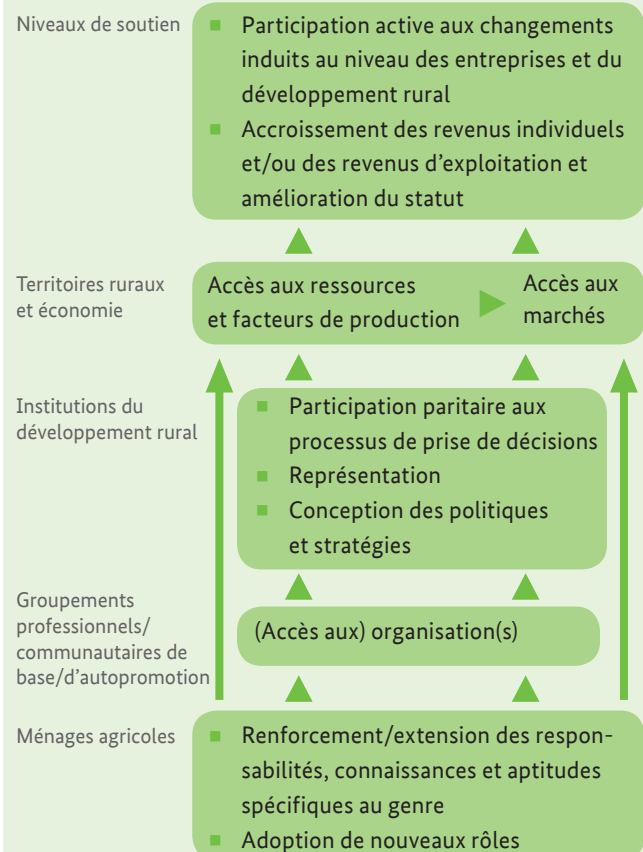 Niveaux de soutien
■ Participation active aux changements
induits au niveau des entreprises et du
développement rural
■ Accroissement des revenus individuels
et/ou des revenus d'exploitation et
amélioration du statut
Territoires ruraux
et économie
Accès aux ressources
et facteurs de production
Accès aux
marchés
Institutions du
développement rural
■ Participation paritaire aux
processus de prise de décisions
■ Représentation
■ Conception des politiques
et stratégies
Groupements
professionnels/
communautaires de
base/d'autopromotion
(Accès aux) organisation(s)
Ménages agricoles
■ Renforcement/extension des respon-
sabilités, connaissances et aptitudes
spécifiques au genre
■ Adoption de nouveaux rôles